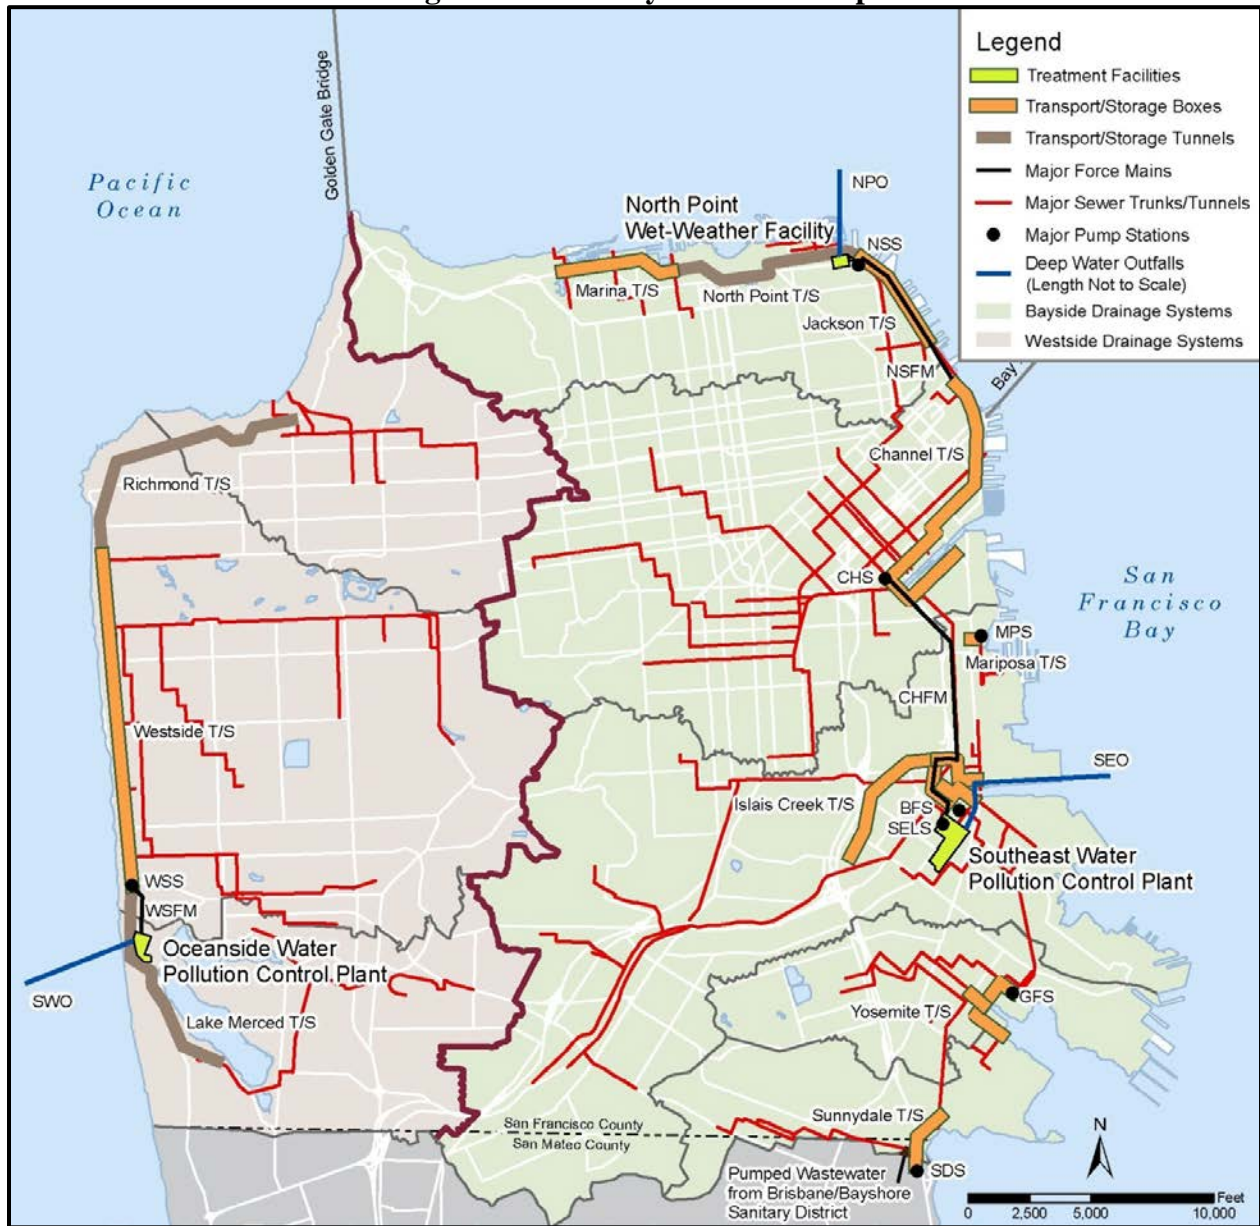 Legend
Treatment Facilities
Transport/Storage Boxes
Transport/Storage Tunnels
Major Force Mains
Major Sewer Trunks/Tunnels
Major Pump Stations
Deep Water Outfalls
(Length Not to Scale)
Bayside Drainage Systems
Westside Drainage Systems
Golden Gate Bridge
Pacific
Ocean
NPO
North Point
Wet-Weather Facility
NSS
Marina T/S
North Point T/S
Jackson T/S
NSFM
Bay
Channel T/S
Richmond T/S
CHS
San
Francisco
Bay
MPS
Mariposa T/S
CHFM
Westside T/S
SEO
Islais Creek T/S
BFS
SELS
Southeast Water
Pollution Control Plant
WSS
WSFM
Oceanside Water
Pollution Control Plant
SWO
GFS
Yosemite T/S
Lake Merced T/S
Sunnydale T/S
San Francisco County
San Mateo County
SDS
Pumped Wastewater
from Brisbane/Bayshore
Sanitary District
N
Feet
0 2,500 5,000 10,000